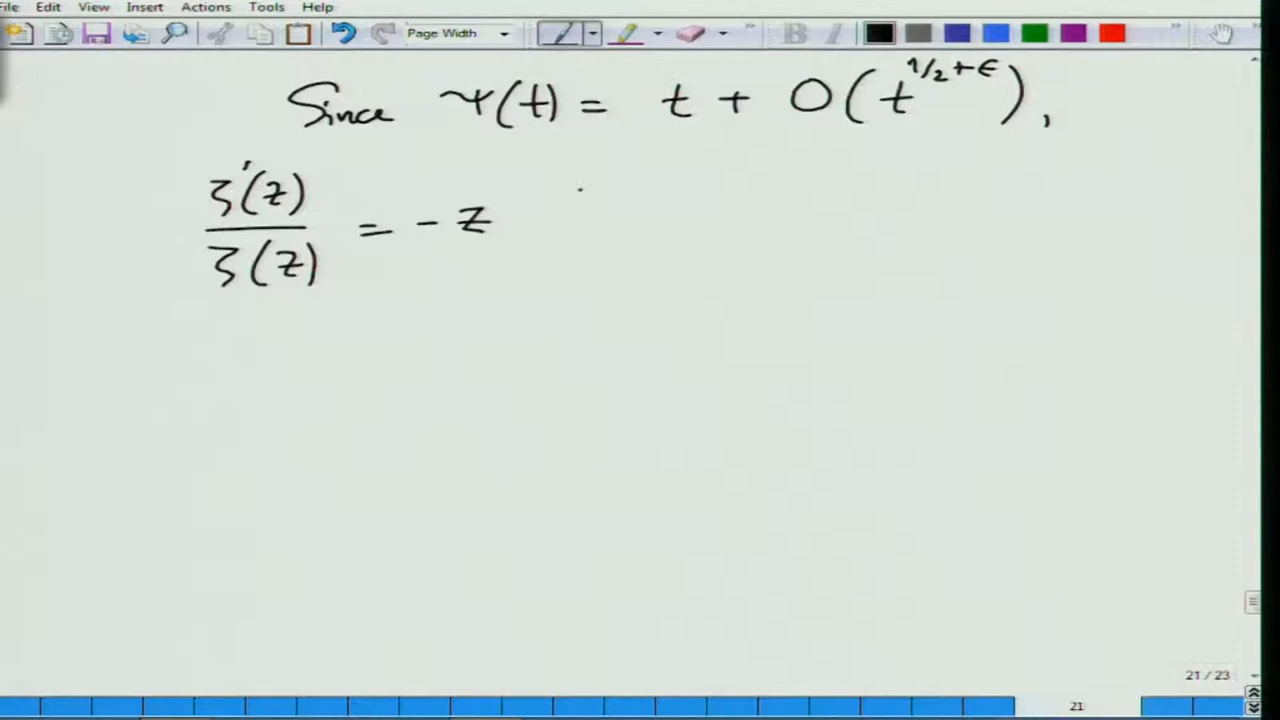 File Edit View Insert Actions Tools Help
Page Width
B I
Since ψ(t) = t + O(t^{1/2+ϵ}),
ζ'(z)/ζ(z) = - z
21 / 23
21